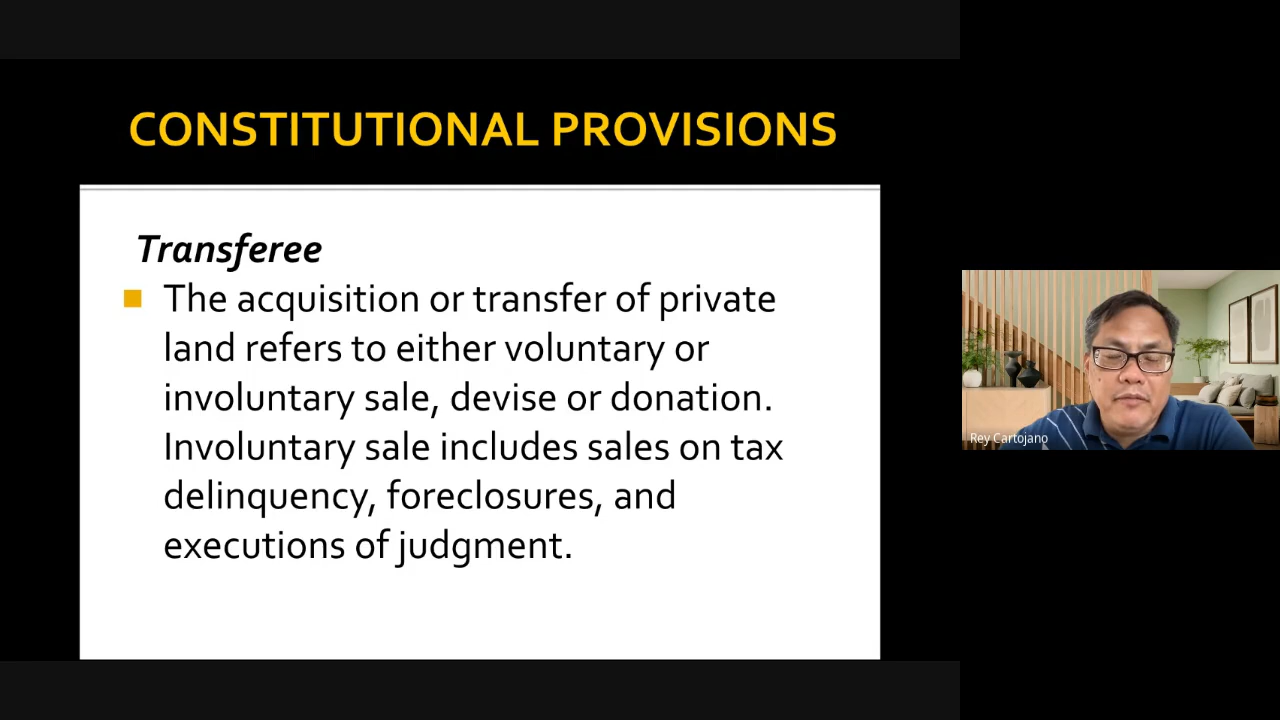 CONSTITUTIONAL PROVISIONS
Transferee
The acquisition or transfer of private
land refers to either voluntary or
involuntary sale, devise or donation.
Involuntary sale includes sales on tax
delinquency, foreclosures, and
executions of judgment.
Rey Cartojano